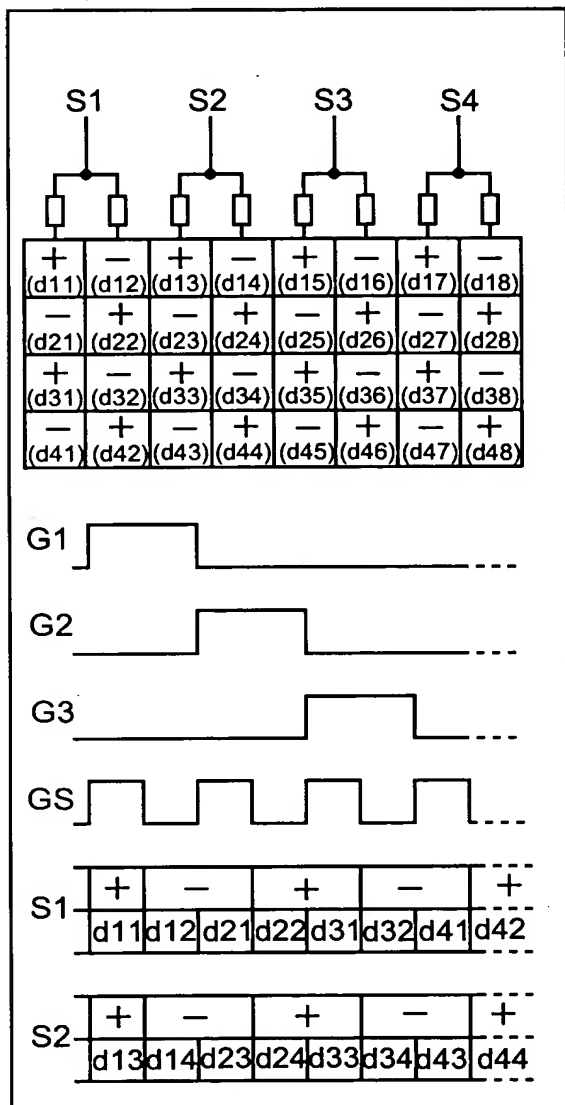 S1 S2 S3 S4
+ − + − + − + −
(d11) (d12) (d13) (d14) (d15) (d16) (d17) (d18)
− + − + − + − +
(d21) (d22) (d23) (d24) (d25) (d26) (d27) (d28)
+ − + − + − + −
(d31) (d32) (d33) (d34) (d35) (d36) (d37) (d38)
− + − + − + − +
(d41) (d42) (d43) (d44) (d45) (d46) (d47) (d48)
G1
G2
G3
GS
+ − + − +
S1
d11 d12 d21 d22 d31 d32 d41 d42
+ − + − +
S2
d13 d14 d23 d24 d33 d34 d43 d44